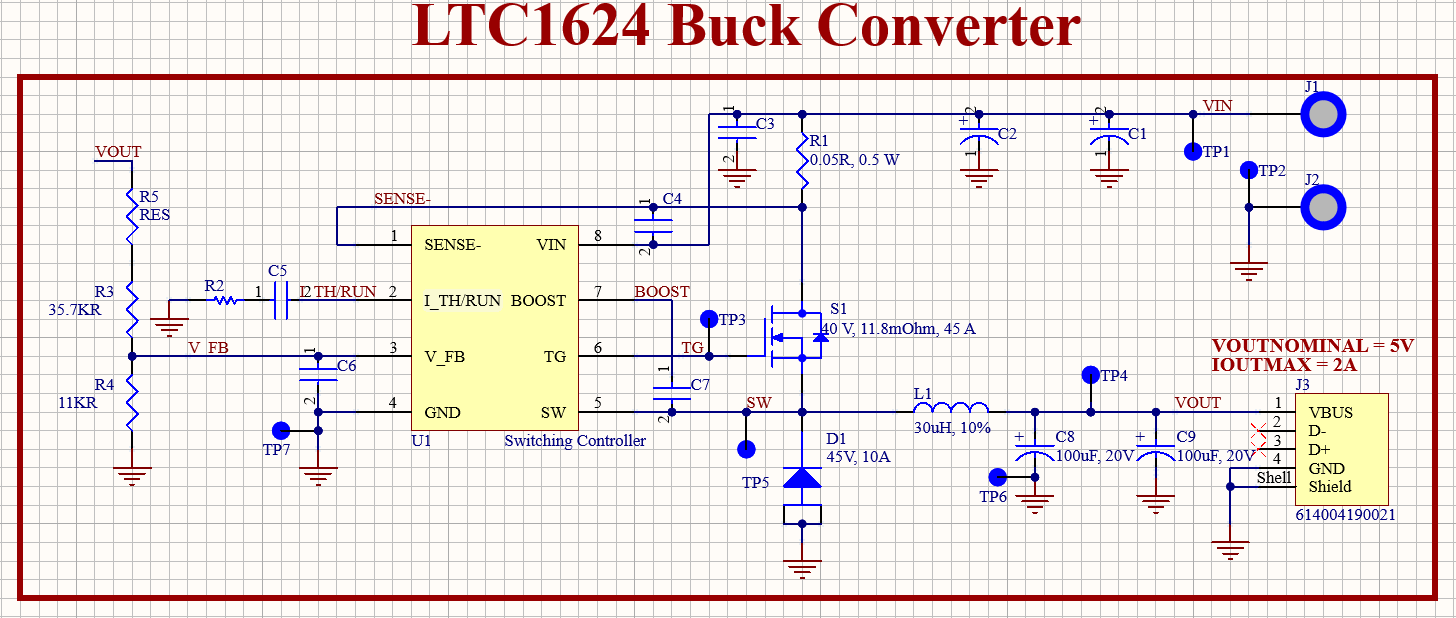 LTC1624 Buck Converter
J1
VIN
1
C3
2
2
C2
1
2
C1
1
R1
0.05R, 0.5 W
TP1
TP2
J2
VOUT
R5
RES
SENSE-
1
C4
2
1
SENSE-
VIN
8
R2
1
C5
I2TH/RUN
2
I_TH/RUN
BOOST
7
BOOST
R3
35.7KR
TP3
S1
40 V, 11.8mOhm, 45 A
V_FB
1
3
V_FB
TG
6
TG
C6
2
R4
11KR
1
C7
2
4
GND
SW
5
SW
TP7
U1
Switching Controller
TP5
D1
45V, 10A
L1
30uH, 10%
TP4
VOUT
C8
100uF, 20V
C9
100uF, 20V
TP6
VOUTNOMINAL = 5V
IOUTMAX = 2A
J3
1
VBUS
2
D-
3
D+
4
GND
Shell
Shield
614004190021